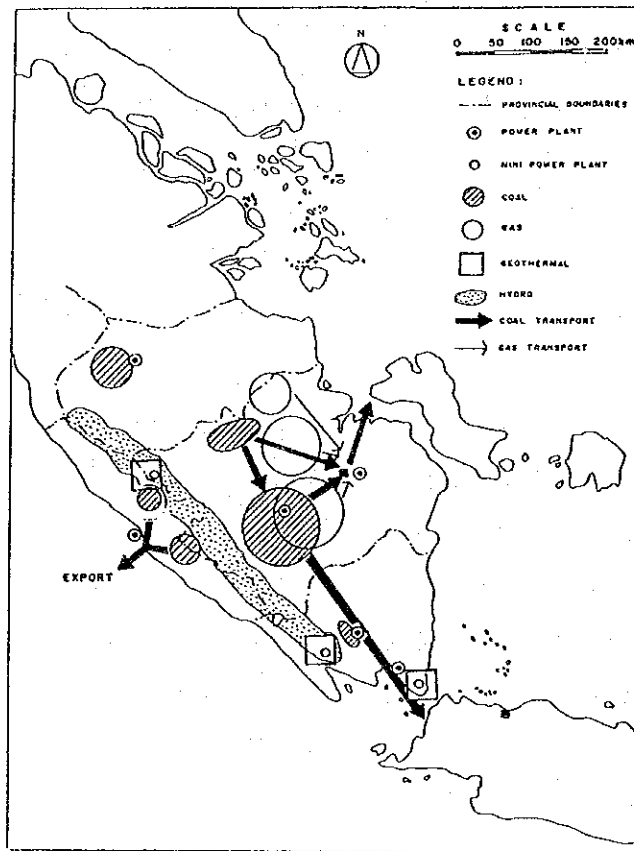 N
SCALE
0 50 100 150 200km
LEGEND :
PROVINCIAL BOUNDARIES
POWER PLANT
MINI POWER PLANT
COAL
GAS
GEOTHERMAL
HYDRO
COAL TRANSPORT
GAS TRANSPORT
EXPORT